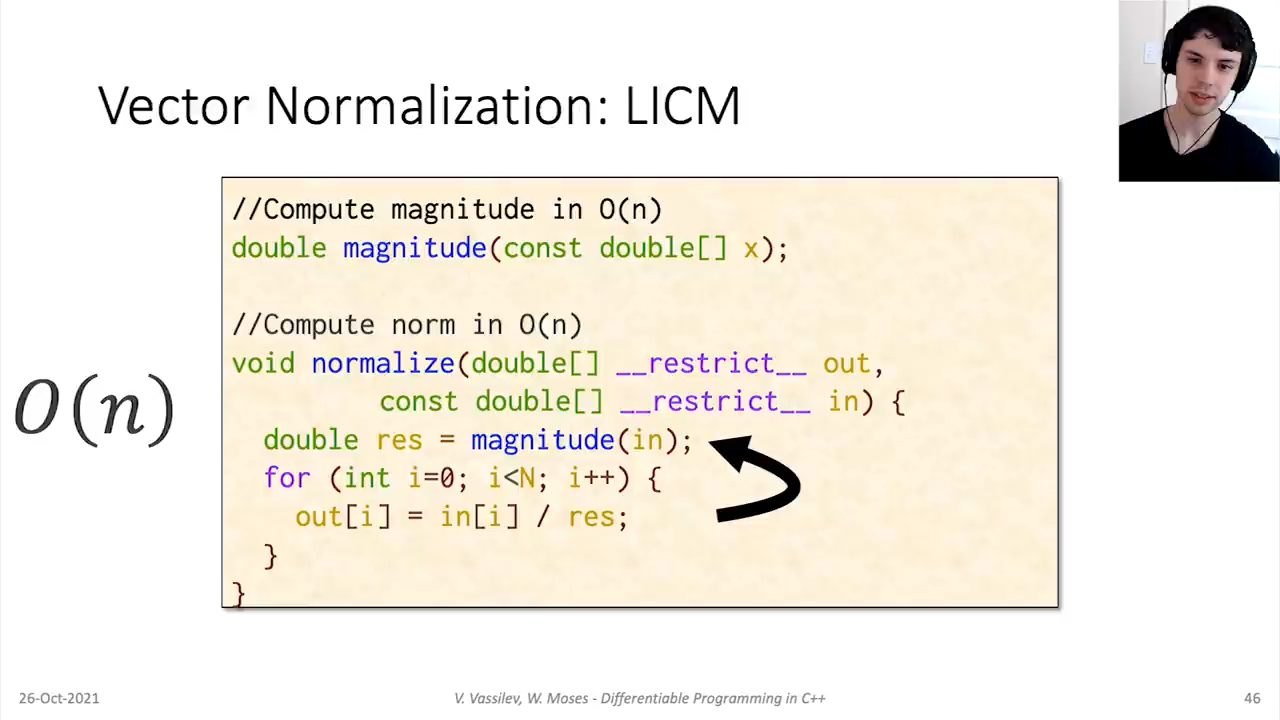 Vector Normalization: LICM
//Compute magnitude in O(n)
double magnitude(const double[] x);
//Compute norm in O(n)
void normalize(double[] __restrict__ out,
const double[] __restrict__ in) {
double res = magnitude(in);
for (int i=0; i<N; i++) {
out[i] = in[i] / res;
}
}
O(n)
26-Oct-2021
V. Vassilev, W. Moses - Differentiable Programming in C++
46